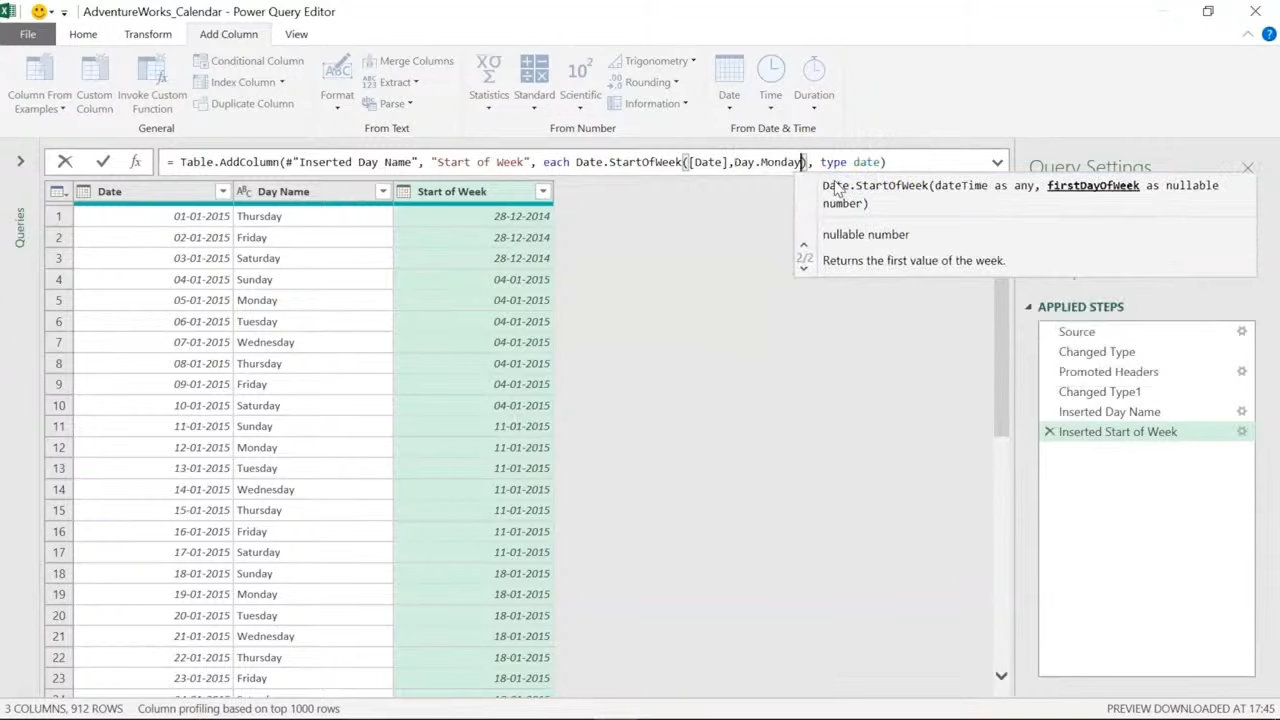 AdventureWorks_Calendar - Power Query Editor
File Home Transform Add Column View
Column From Examples
Custom Column
Invoke Custom Function
Conditional Column
Index Column
Duplicate Column
General
Format
Merge Columns
Extract
Parse
From Text
Statistics
Standard
Scientific
Trigonometry
Rounding
Information
From Number
Date
Time
Duration
From Date & Time
= Table.AddColumn(#"Inserted Day Name", "Start of Week", each Date.StartOfWeek([Date],Day.Monday), type date)
Query Settings
Date.StartOfWeek(dateTime as any, firstDayOfWeek as nullable
number)
nullable number
2/2
Returns the first value of the week.
Queries
Date Day Name Start of Week
1 01-01-2015 Thursday 28-12-2014
2 02-01-2015 Friday 28-12-2014
3 03-01-2015 Saturday 28-12-2014
4 04-01-2015 Sunday 04-01-2015
5 05-01-2015 Monday 04-01-2015
6 06-01-2015 Tuesday 04-01-2015
7 07-01-2015 Wednesday 04-01-2015
8 08-01-2015 Thursday 04-01-2015
9 09-01-2015 Friday 04-01-2015
10 10-01-2015 Saturday 04-01-2015
11 11-01-2015 Sunday 11-01-2015
12 12-01-2015 Monday 11-01-2015
13 13-01-2015 Tuesday 11-01-2015
14 14-01-2015 Wednesday 11-01-2015
15 15-01-2015 Thursday 11-01-2015
16 16-01-2015 Friday 11-01-2015
17 17-01-2015 Saturday 11-01-2015
18 18-01-2015 Sunday 18-01-2015
19 19-01-2015 Monday 18-01-2015
20 20-01-2015 Tuesday 18-01-2015
21 21-01-2015 Wednesday 18-01-2015
22 22-01-2015 Thursday 18-01-2015
23 23-01-2015 Friday 18-01-2015
APPLIED STEPS
Source
Changed Type
Promoted Headers
Changed Type1
Inserted Day Name
Inserted Start of Week
3 COLUMNS, 912 ROWS Column profiling based on top 1000 rows PREVIEW DOWNLOADED AT 17:45